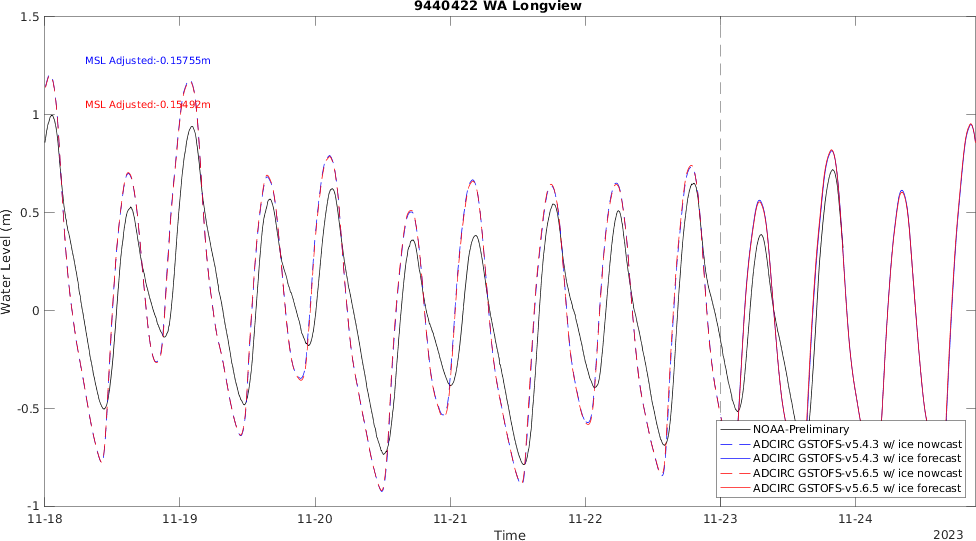 9440422 WA Longview
MSL Adjusted:-0.15755m
MSL Adjusted:-0.15492m
Water Level (m)
1.5
1
0.5
0
-0.5
-1
NOAA-Preliminary
ADCIRC GSTOFS-v5.4.3 w/ ice nowcast
ADCIRC GSTOFS-v5.4.3 w/ ice forecast
ADCIRC GSTOFS-v5.6.5 w/ ice nowcast
ADCIRC GSTOFS-v5.6.5 w/ ice forecast
11-18 11-19 11-20 11-21 11-22 11-23 11-24
Time
2023